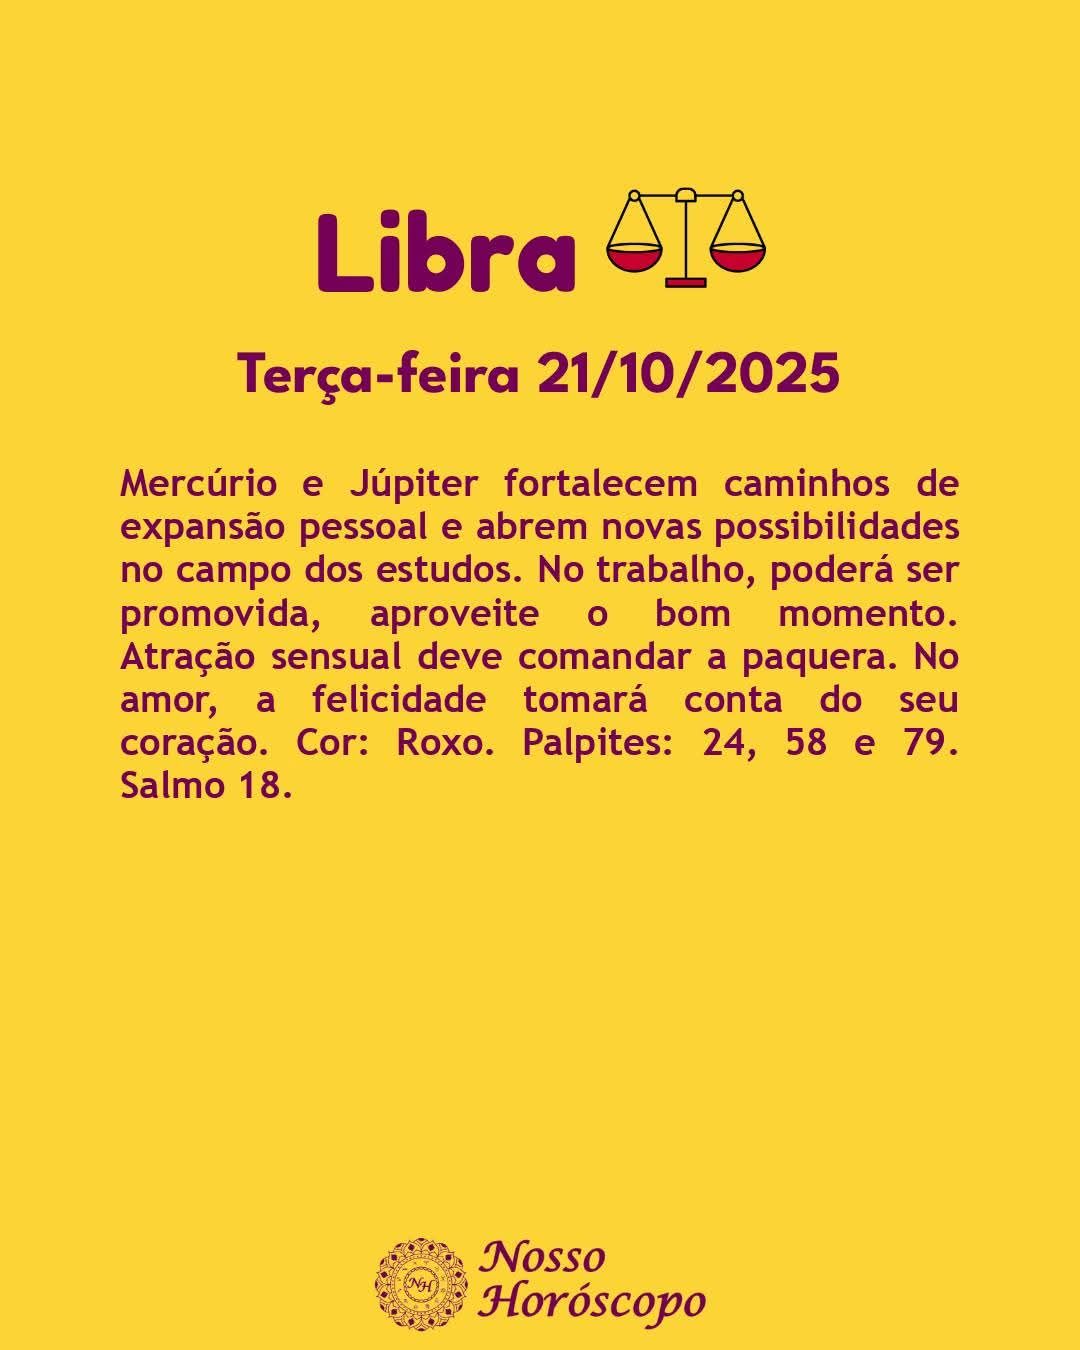 Libra
Terça-feira 21/10/2025
Mercúrio e Júpiter fortalecem caminhos de
expansão pessoal e abrem novas possibilidades
no campo dos estudos. No trabalho, poderá ser
promovida, aproveite o bom momento.
Atração sensual deve comandar a paquera. No
amor, a felicidade tomará conta do seu
coração. Cor: Roxo. Palpites: 24, 58 e 79.
Salmo 18.
NH
Nosso
Horóscopo